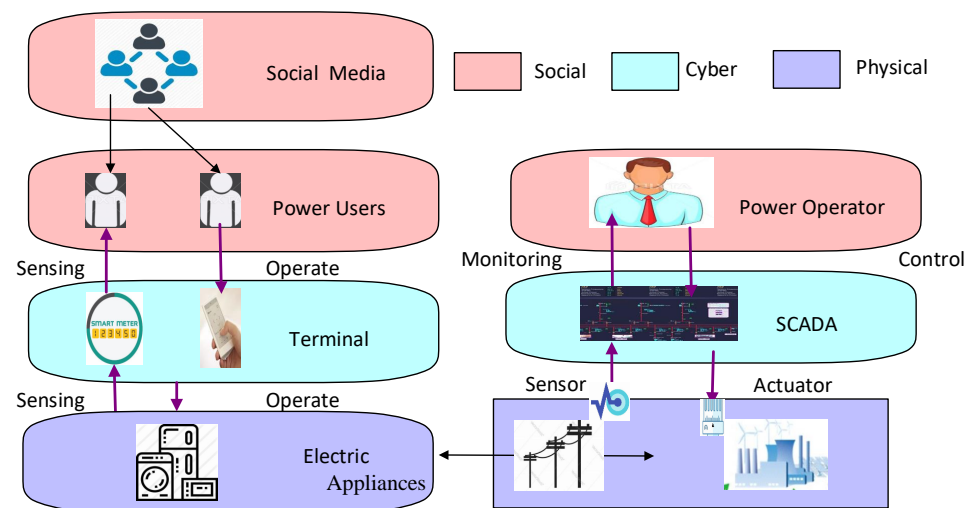 Social Media
Social
Cyber
Physical
Power Users
Power Operator
Sensing
Operate
Monitoring
Control
SMART METER
123450
Terminal
SCADA
Sensing
Operate
Sensor
Actuator
Electric
Appliances